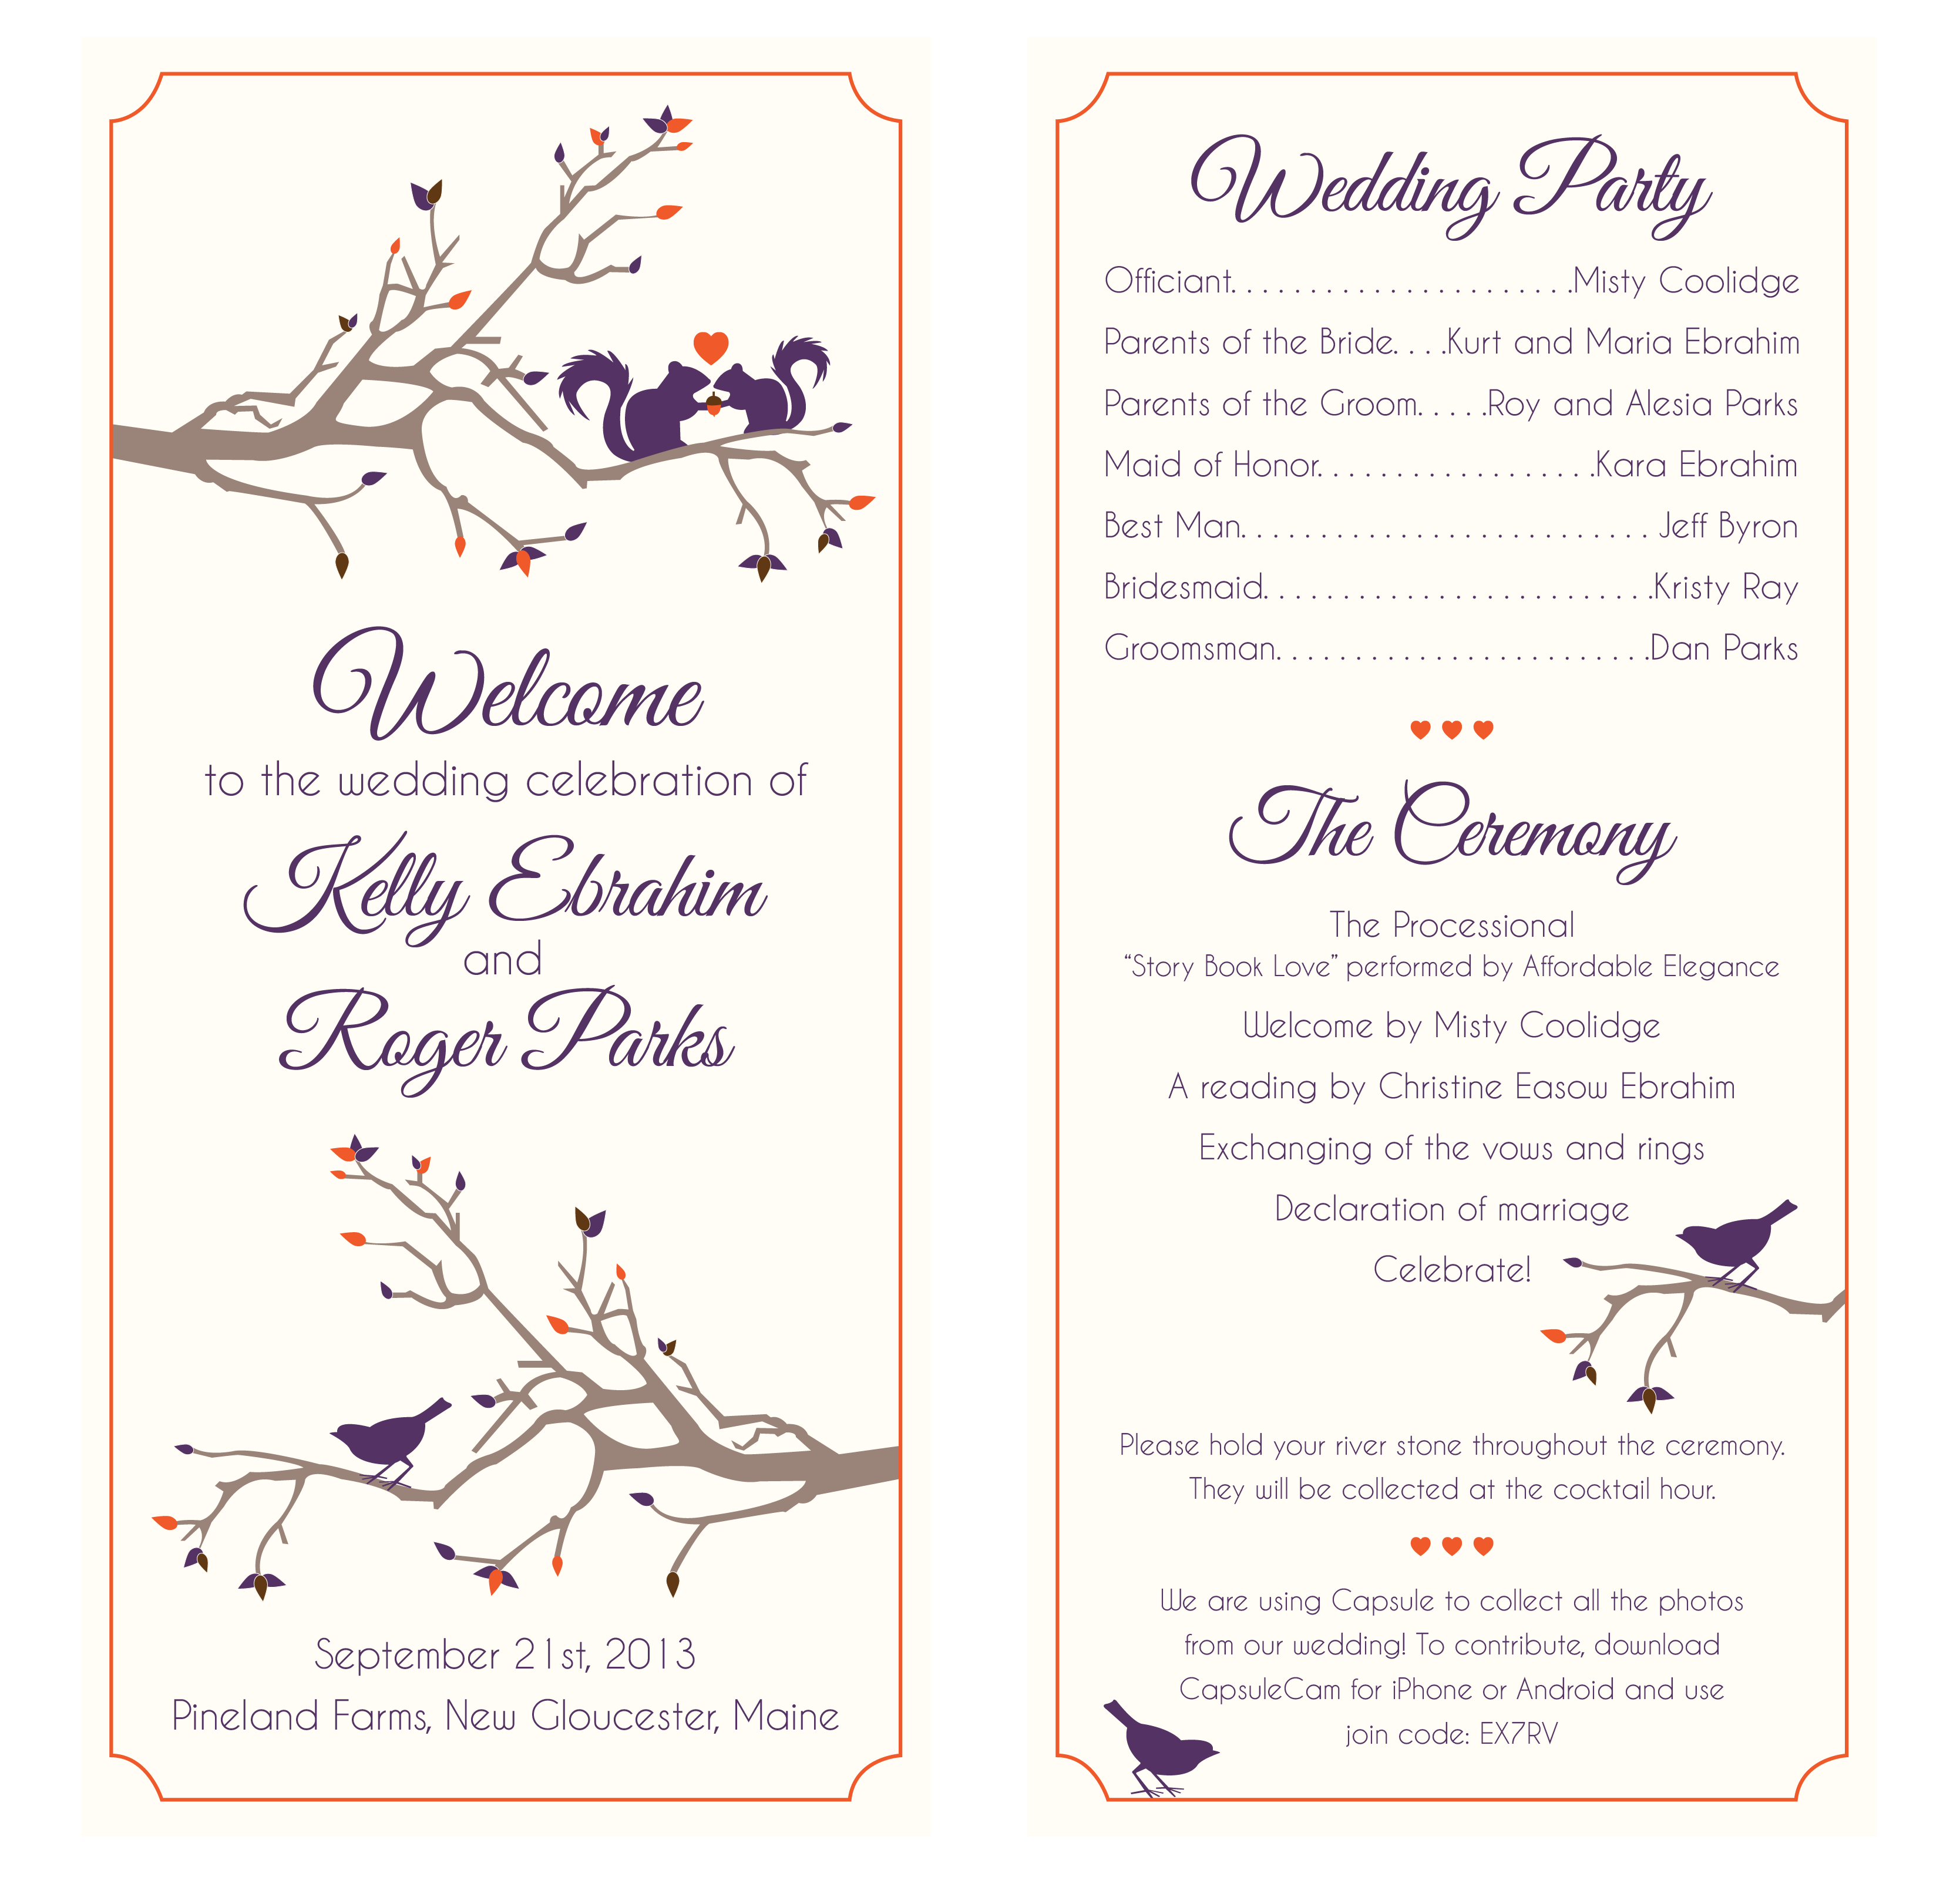 Welcome
to the wedding celebration of
Kelly Ebrahim
and
Roger Parks
September 21st, 2013
Pineland Farms, New Gloucester, Maine
Wedding Party
Officiant. . . . . . . . . . . . . . . . . . . . . .Misty Coolidge
Parents of the Bride. . . .Kurt and Maria Ebrahim
Parents of the Groom. . . . .Roy and Alesia Parks
Maid of Honor. . . . . . . . . . . . . . . . . .Kara Ebrahim
Best Man. . . . . . . . . . . . . . . . . . . . . . . . . . Jeff Byron
Bridesmaid. . . . . . . . . . . . . . . . . . . . . . . . .Kristy Ray
Groomsman. . . . . . . . . . . . . . . . . . . . . . . .Dan Parks
The Ceremony
The Processional
“Story Book Love” performed by Affordable Elegance
Welcome by Misty Coolidge
A reading by Christine Easow Ebrahim
Exchanging of the vows and rings
Declaration of marriage
Celebrate!
Please hold your river stone throughout the ceremony.
They will be collected at the cocktail hour.
We are using Capsule to collect all the photos
from our wedding! To contribute, download
CapsuleCam for iPhone or Android and use
join code: EX7RV